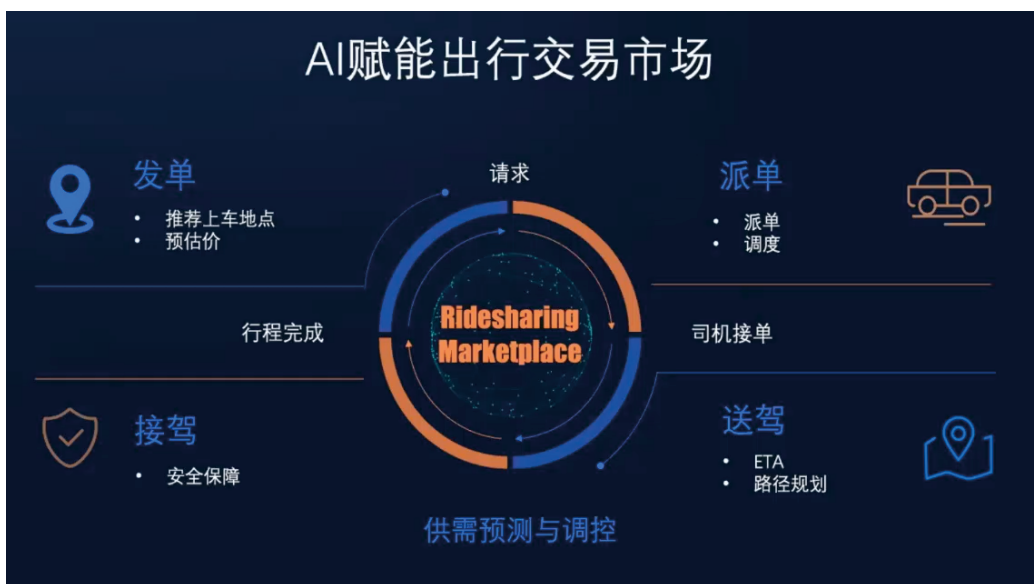 AI赋能出行交易市场
发单
• 推荐上车地点
• 预估价
请求
派单
• 派单
• 调度
行程完成
Ridesharing
Marketplace
司机接单
接驾
• 安全保障
送驾
• ETA
• 路径规划
供需预测与调控